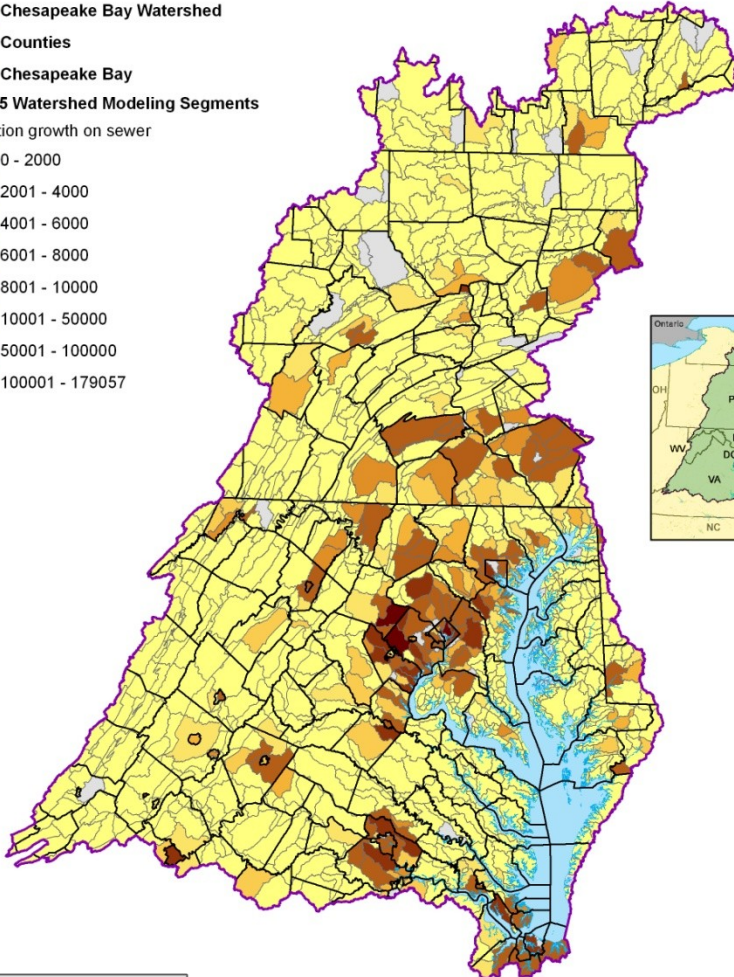 Chesapeake Bay Watershed
Counties
Chesapeake Bay
5 Watershed Modeling Segments
tion growth on sewer
0 - 2000
2001 - 4000
4001 - 6000
6001 - 8000
8001 - 10000
10001 - 50000
50001 - 100000
100001 - 179057
Ontario
OH
P
WV
DC
VA
NC